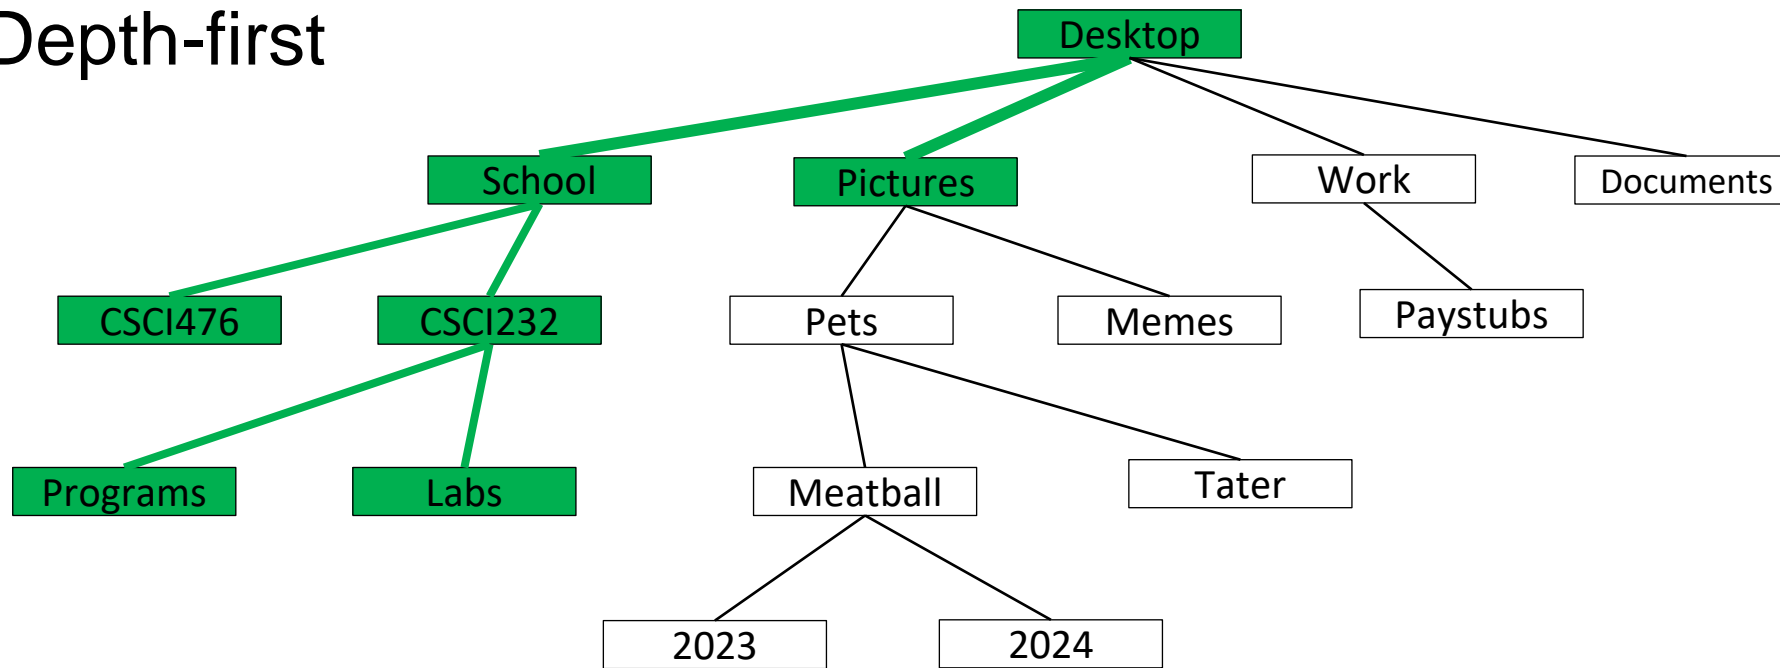 Depth-first
Desktop
School
Pictures
Work
Documents
CSCI476
CSCI232
Pets
Memes
Paystubs
Programs
Labs
Meatball
Tater
2023
2024